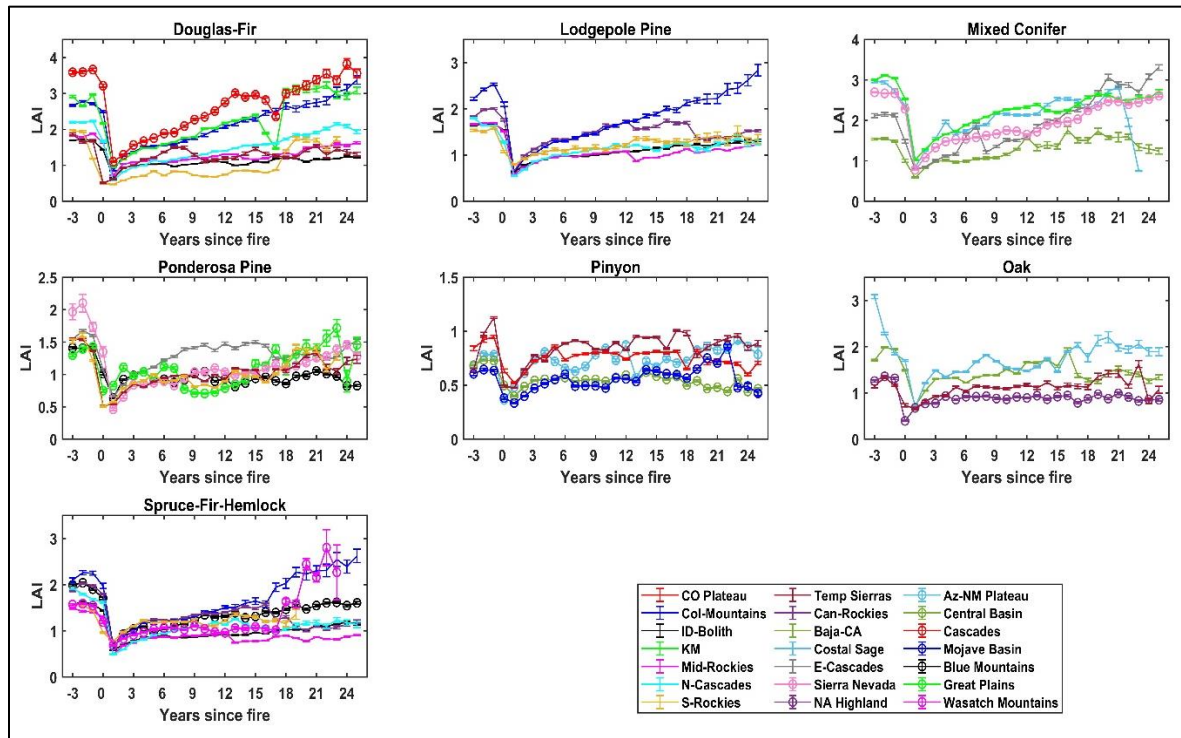 Douglas-Fir
LAI
4
3
2
1
0
-3 0 3 6 9 12 15 18 21 24
Years since fire
Lodgepole Pine
LAI
3
2
1
0
-3 0 3 6 9 12 15 18 21 24
Years since fire
Mixed Conifer
LAI
4
3
2
1
0
-3 0 3 6 9 12 15 18 21 24
Years since fire
Ponderosa Pine
LAI
2.5
2
1.5
1
0.5
0
-3 0 3 6 9 12 15 18 21 24
Years since fire
Pinyon
LAI
1.5
1
0.5
0
-3 0 3 6 9 12 15 18 21 24
Years since fire
Oak
LAI
3
2
1
0
-3 0 3 6 9 12 15 18 21 24
Years since fire
Spruce-Fir-Hemlock
LAI
3
2
1
0
-3 0 3 6 9 12 15 18 21 24
Years since fire
CO Plateau Temp Sierras Az-NM Plateau
Col-Mountains Can-Rockies Central Basin
ID-Bolith Baja-CA Cascades
KM Costal Sage Mojave Basin
Mid-Rockies E-Cascades Blue Mountains
N-Cascades Sierra Nevada Great Plains
S-Rockies NA Highland Wasatch Mountains